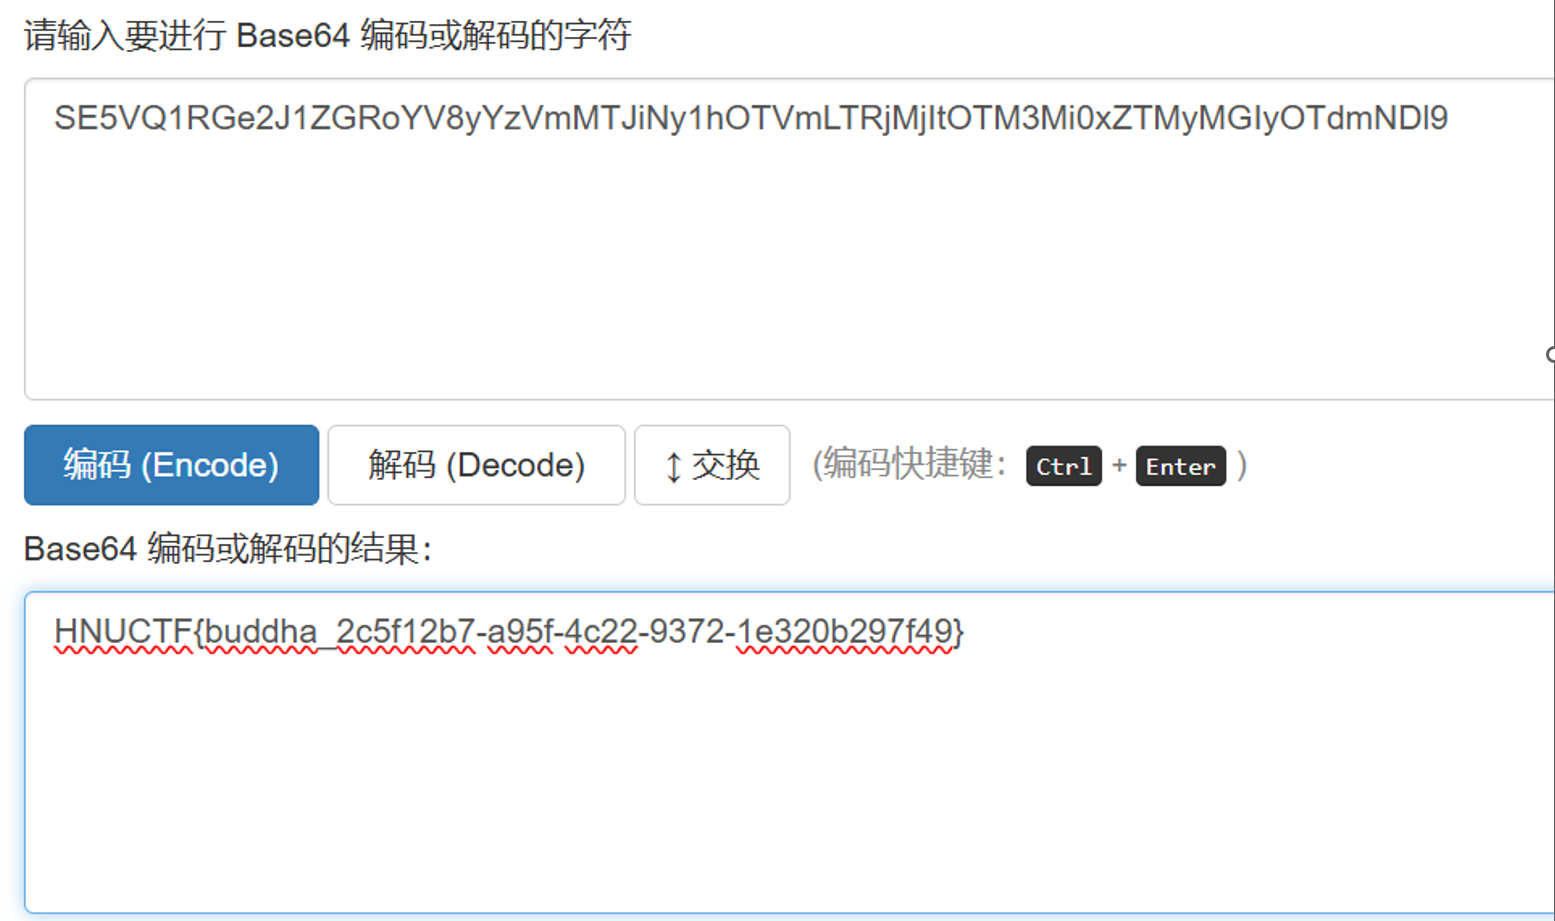 请输入要进行 Base64 编码或解码的字符
SE5VQ1RGe2J1ZGRoYV8yYzVmMTJiNy1hOTVmLTRjMjItOTM3Mi0xZTMyMGIyOTdmNDl9
编码 (Encode) 解码 (Decode) ↕ 交换 (编码快捷键： Ctrl + Enter )
Base64 编码或解码的结果：
HNUCTF{buddha_2c5f12b7-a95f-4c22-9372-1e320b297f49}